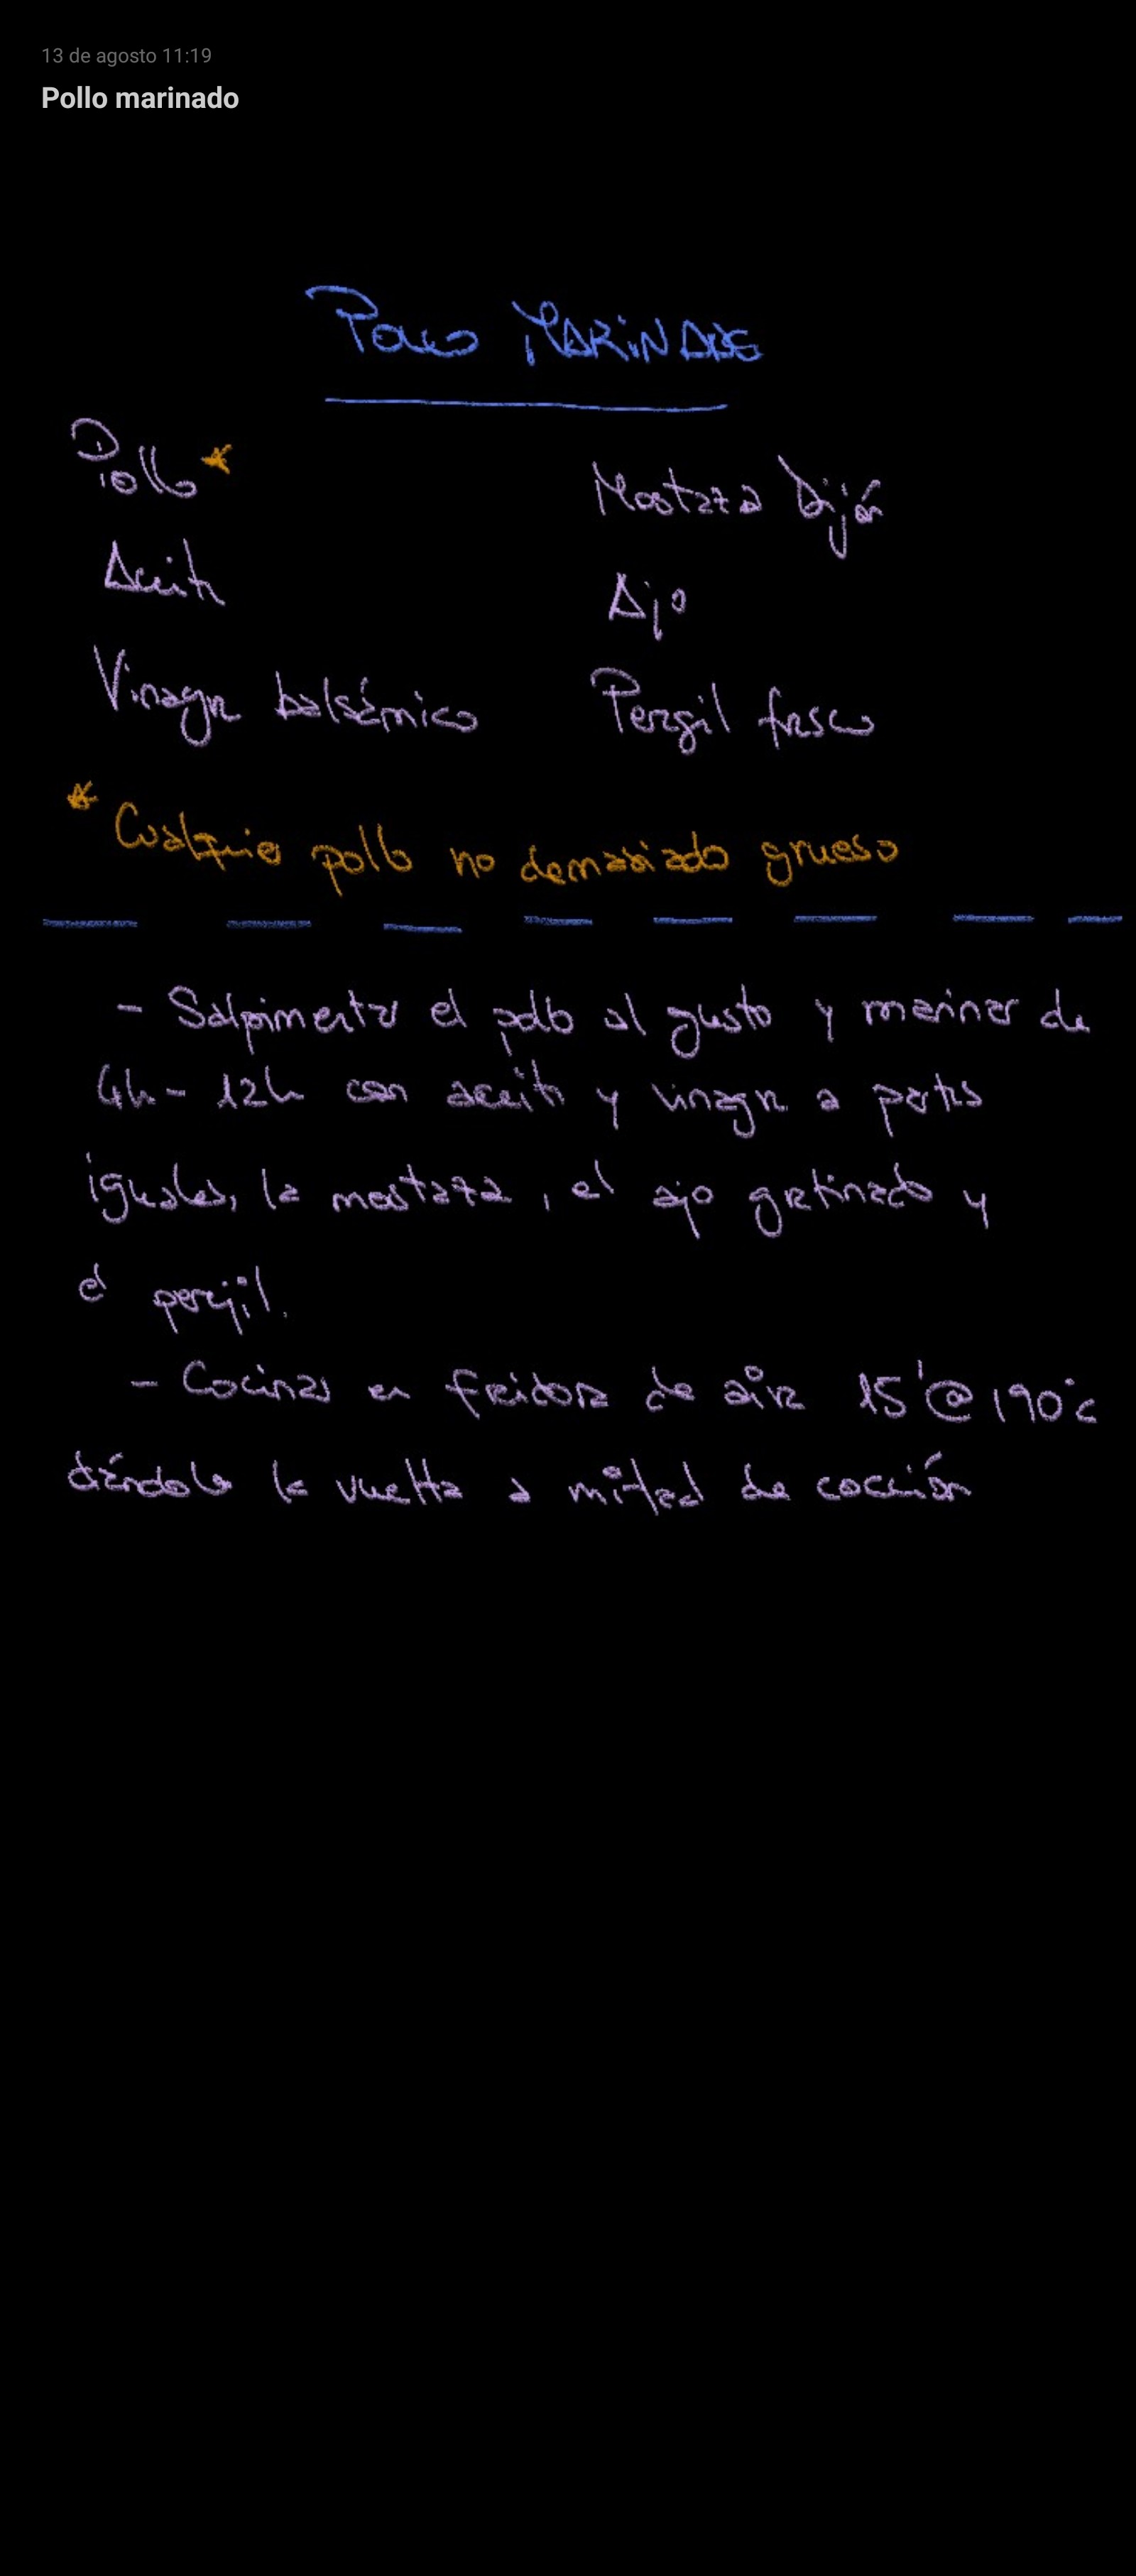 13 de agosto 11:19
Pollo marinado
POLLO MARINADO
Pollo *
Mostaza Dijón
Aceite
Ajo
Vinagre balsámico
Peregil fresco
* Cualquier pollo no demasiado grueso
- Salpimentar el pollo al gusto y marinar de
4h - 12h con aceite y vinagre a partes
iguales, la mostaza, el ajo gratinado y
el perejil.
- Cocinar en freidora de aire 15' @ 190°c
dándole la vuelta a mitad de cocción